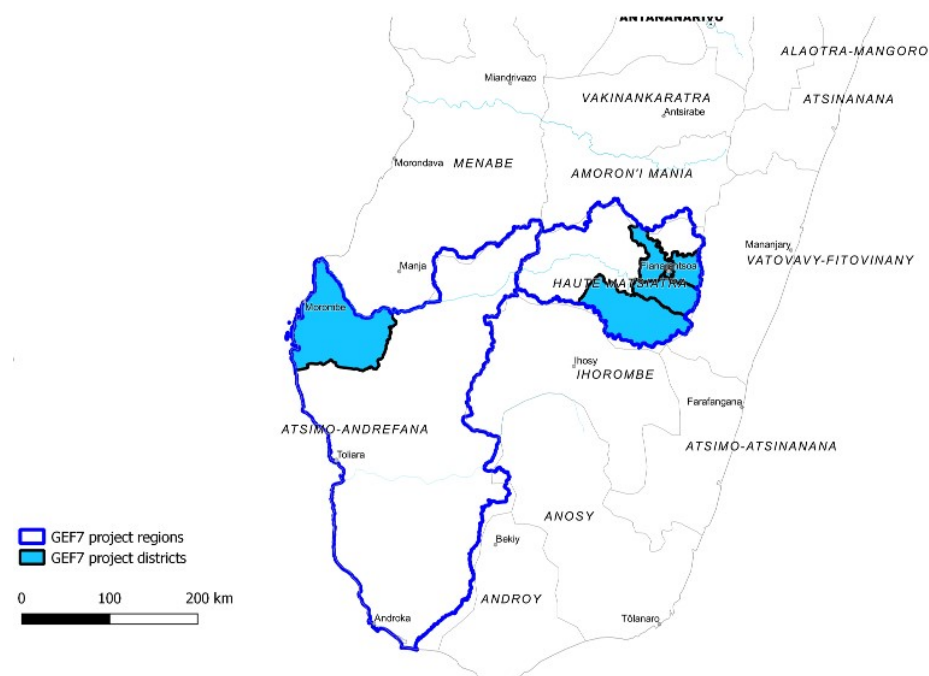 ANTANANARIVO
ALAOTRA-MANGORO
Miandrivazo
VAKINANKARATRA
ATSINANANA
Antsirabe
Morondava
MENABE
AMORON'I MANIA
Mananjary
VATOVAVY-FITOVINANY
Manja
Fianarantsoa
HAUTE MATSIATRA
Morombe
Ihosy
IHOROMBE
Farafangana
ATSIMO-ANDREFANA
ATSIMO-ATSINANANA
Toliara
ANOSY
GEF7 project regions
Bekiy
GEF7 project districts
0 100 200 km
ANDROY
Androka
Tôlanaro